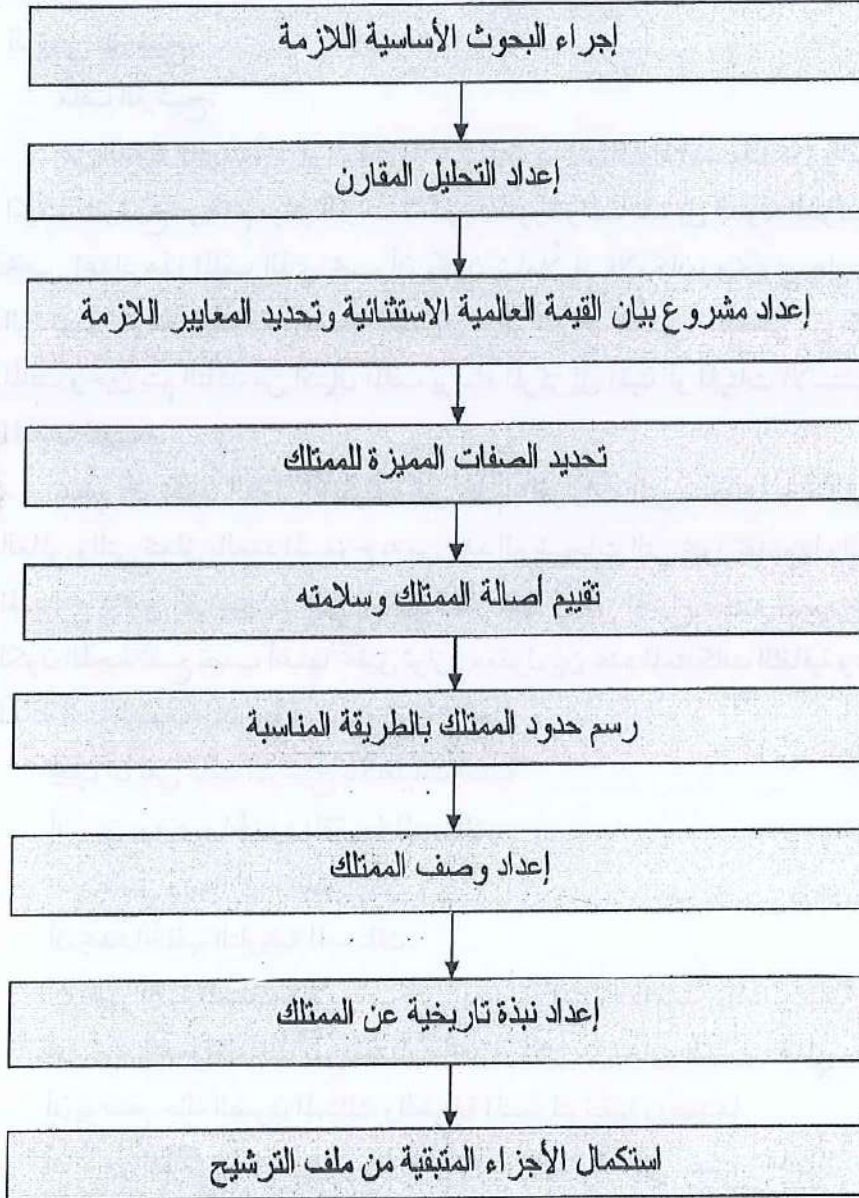 إجراء البحوث الأساسية اللازمة
إعداد التحليل المقارن
إعداد مشروع بيان القيمة العالمية الاستثنائية وتحديد المعايير اللازمة
تحديد الصفات المميزة للممتلك
تقييم أصالة الممتلك وسلامته
رسم حدود الممتلك بالطريقة المناسبة
إعداد وصف الممتلك
إعداد نبذة تاريخية عن الممتلك
استكمال الأجزاء المتبقية من ملف الترشيح